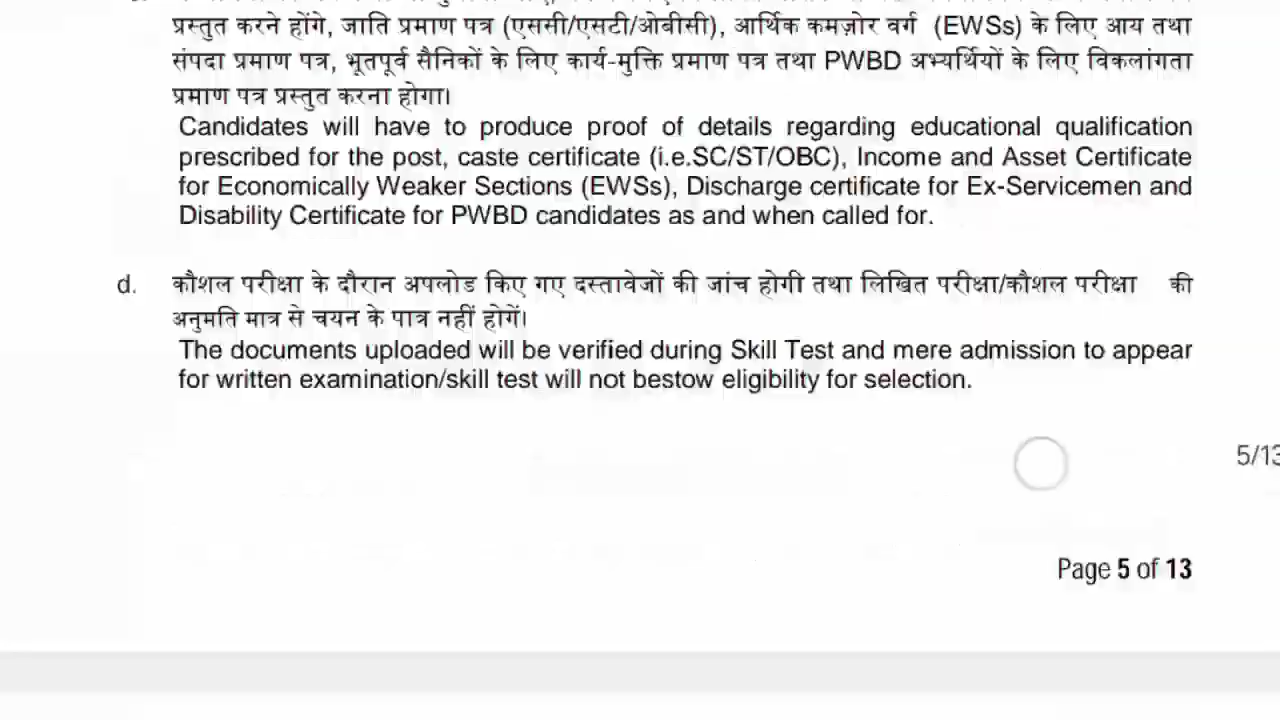 प्रस्तुत करने होंगे, जाति प्रमाण पत्र (एससी/एसटी/ओबीसी), आर्थिक कमज़ोर वर्ग (EWSs) के लिए आय तथा
संपदा प्रमाण पत्र, भूतपूर्व सैनिकों के लिए कार्य-मुक्ति प्रमाण पत्र तथा PWBD अभ्यर्थियों के लिए विकलांगता
प्रमाण पत्र प्रस्तुत करना होगा।
Candidates will have to produce proof of details regarding educational qualification
prescribed for the post, caste certificate (i.e.SC/ST/OBC), Income and Asset Certificate
for Economically Weaker Sections (EWSs), Discharge certificate for Ex-Servicemen and
Disability Certificate for PWBD candidates as and when called for.
d. कौशल परीक्षा के दौरान अपलोड किए गए दस्तावेजों की जांच होगी तथा लिखित परीक्षा/कौशल परीक्षा की
अनुमति मात्र से चयन के पात्र नहीं होगें।
The documents uploaded will be verified during Skill Test and mere admission to appear
for written examination/skill test will not bestow eligibility for selection.
5/13
Page 5 of 13